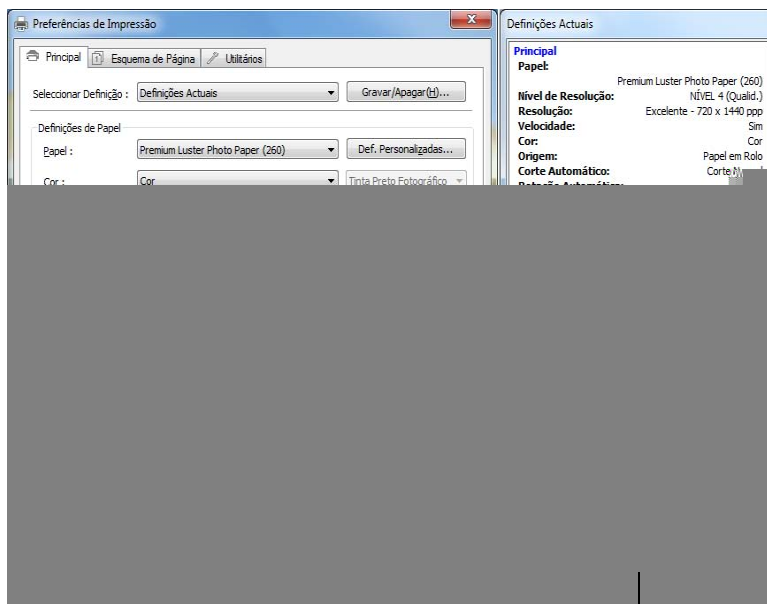 Preferências de Impressão
Principal
Esquema de Página
Utilitários
Seleccionar Definição :
Definições Actuais
Gravar/Apagar(H)...
Definições de Papel
Papel :
Premium Luster Photo Paper (260)
Def. Personalizadas...
Cor :
Cor
Tinta Preto Fotográfico
Definições Actuais
Principal
Papel:
Premium Luster Photo Paper (260)
Nível de Resolução: NÍVEL 4 (Qualid.)
Resolução: Excelente - 720 x 1440 ppp
Velocidade: Sim
Cor: Cor
Origem: Papel em Rolo
Corte Automático: Corte